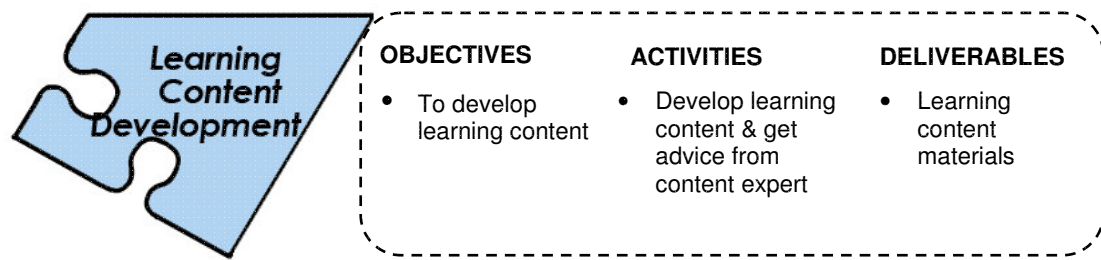 Learning
Content
Development
OBJECTIVES
• To develop
learning content
ACTIVITIES
• Develop learning
content & get
advice from
content expert
DELIVERABLES
• Learning
content
materials